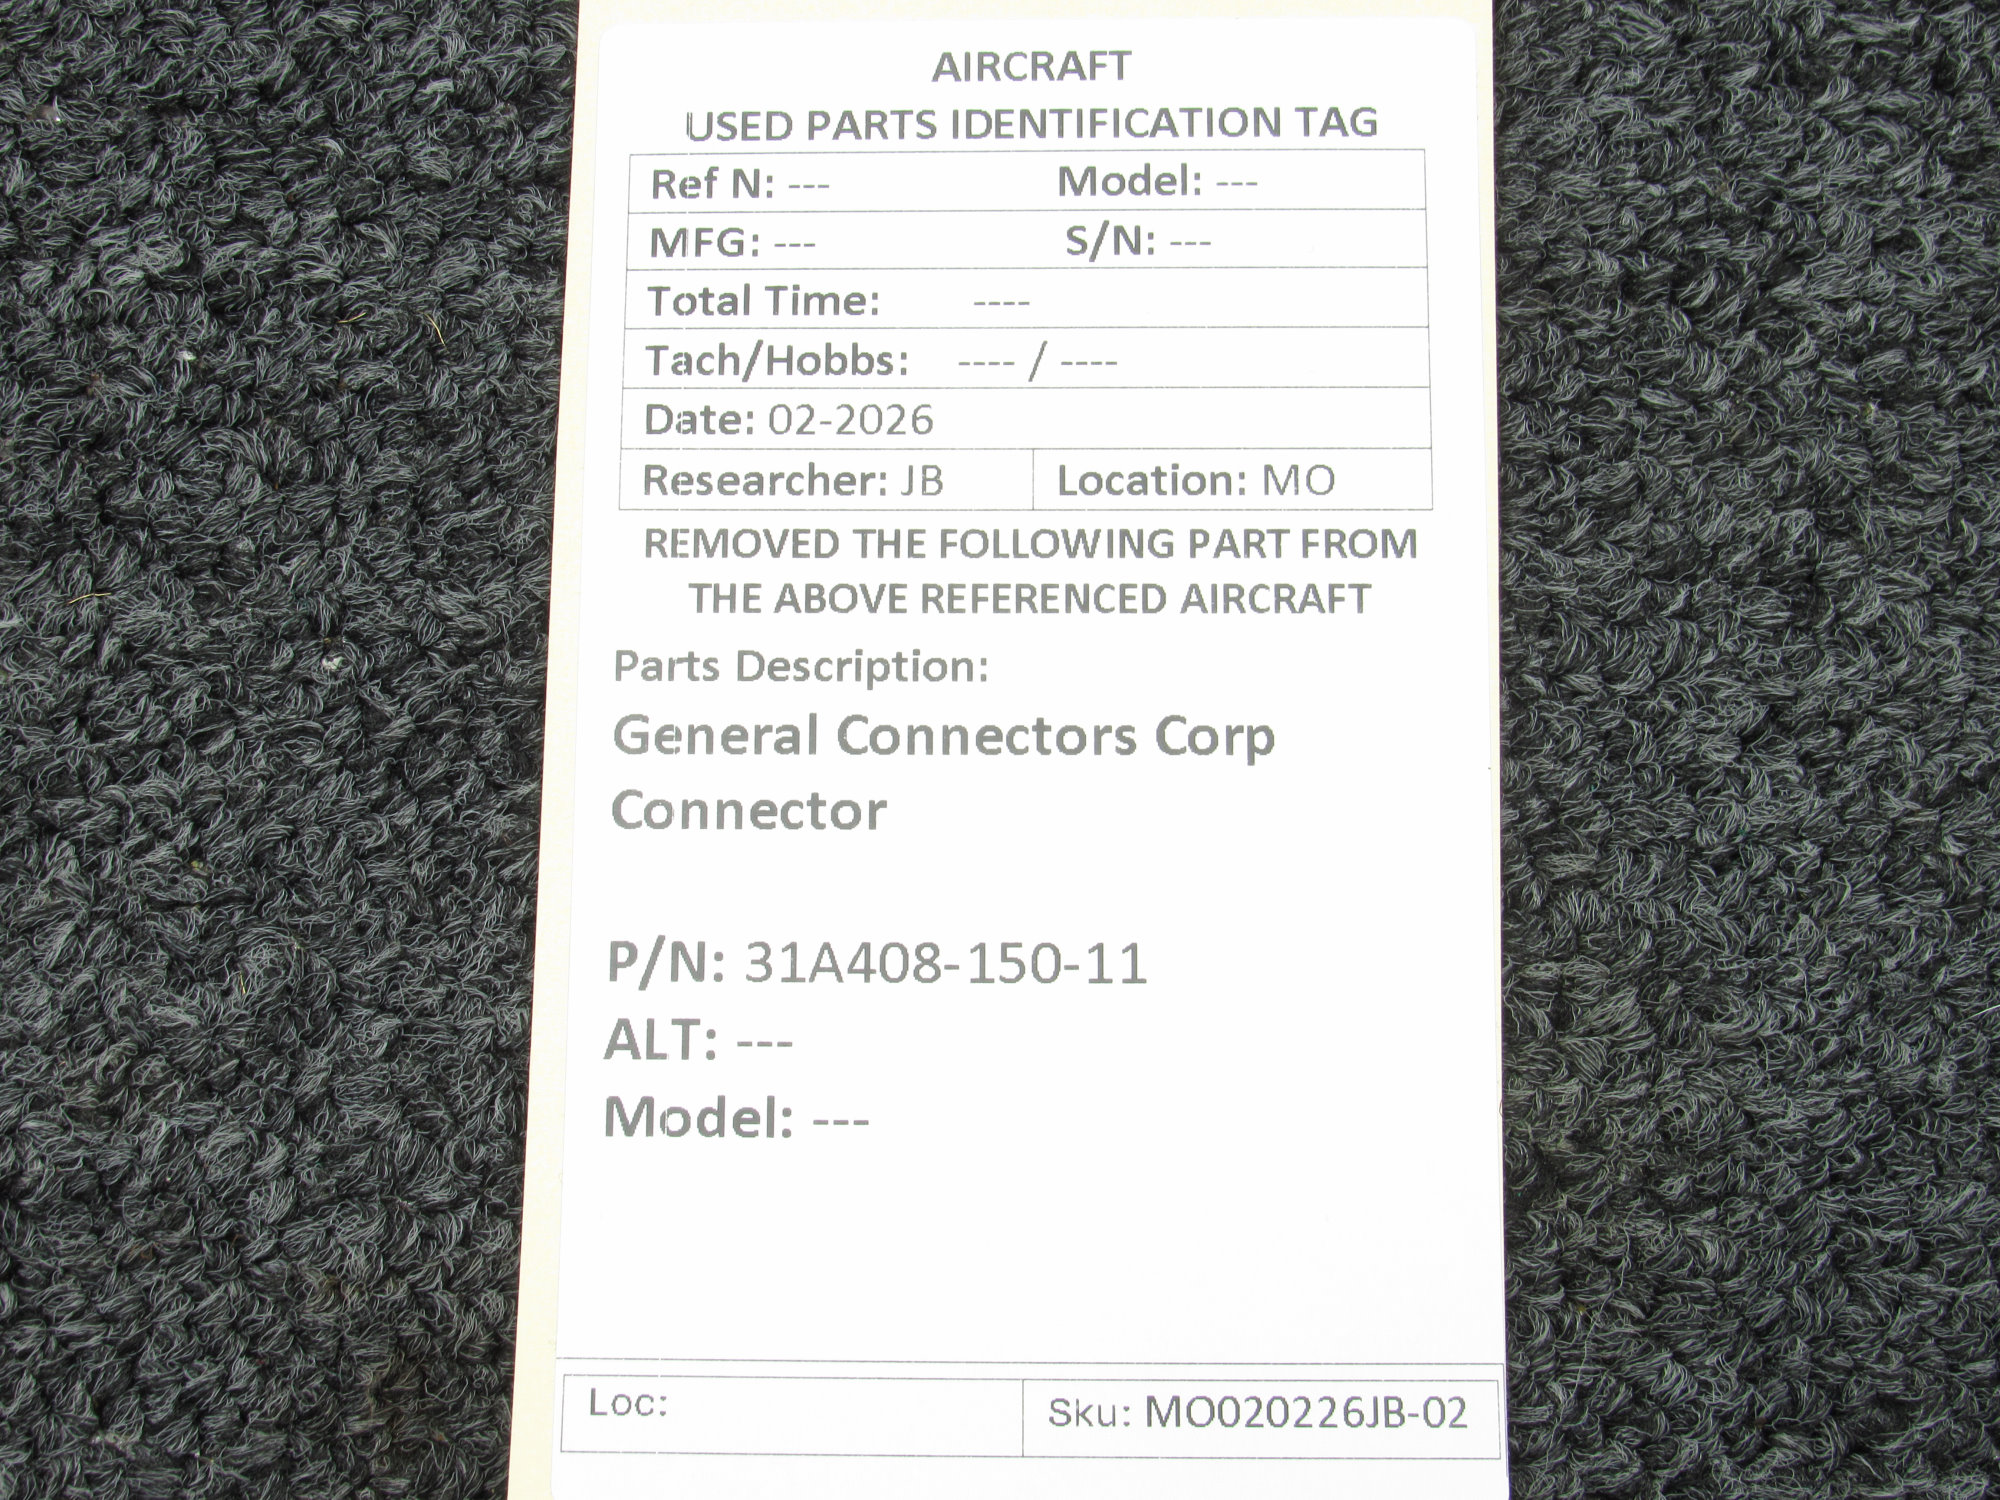 AIRCRAFT
USED PARTS IDENTIFICATION TAG
Ref N: --- Model: ---
MFG: --- S/N: ---
Total Time: ----
Tach/Hobbs: ---- / ----
Date: 02-2026
Researcher: JB Location: MO
REMOVED THE FOLLOWING PART FROM
THE ABOVE REFERENCED AIRCRAFT
Parts Description:
General Connectors Corp
Connector
P/N: 31A408-150-11
ALT: ---
Model: ---
Loc: Sku: MO020226JB-02